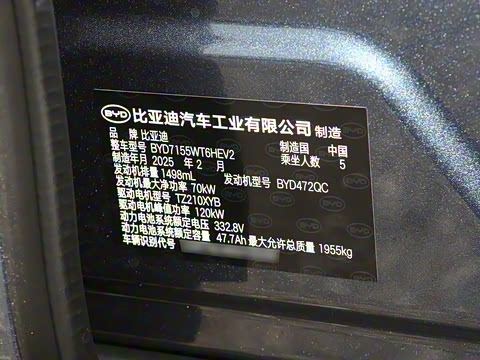 BYD 比亚迪汽车工业有限公司 制造
品 牌 比亚迪 制造国 中国
整车型号 BYD7155WT6HEV2 乘坐人数 5
制造年月 2025 年 2 月
发动机排量 1498mL 发动机型号 BYD472QC
发动机最大净功率 70kW
驱动电机型号 TZ210XYB
驱动电机峰值功率 120kW
动力电池系统额定电压 332.8V
动力电池系统额定容量 47.7Ah 最大允许总质量 1955kg
车辆识别代号